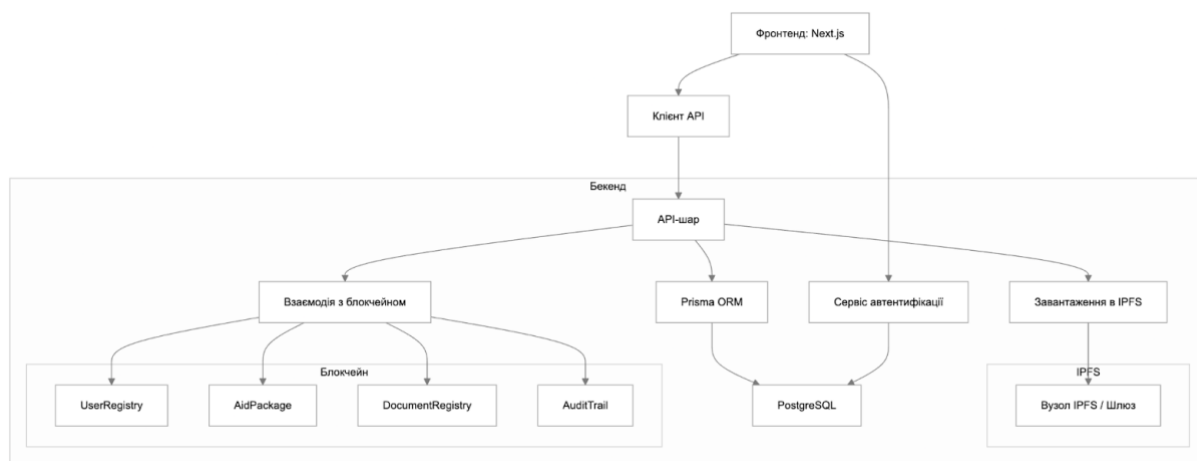 Фронтенд: Next.js
Клієнт API
Бекенд
API-шар
Взаємодія з блокчейном
Prisma ORM
Сервіс автентифікації
Завантаження в IPFS
Блокчейн
IPFS
UserRegistry
AidPackage
DocumentRegistry
AuditTrail
PostgreSQL
Вузол IPFS / Шлюз